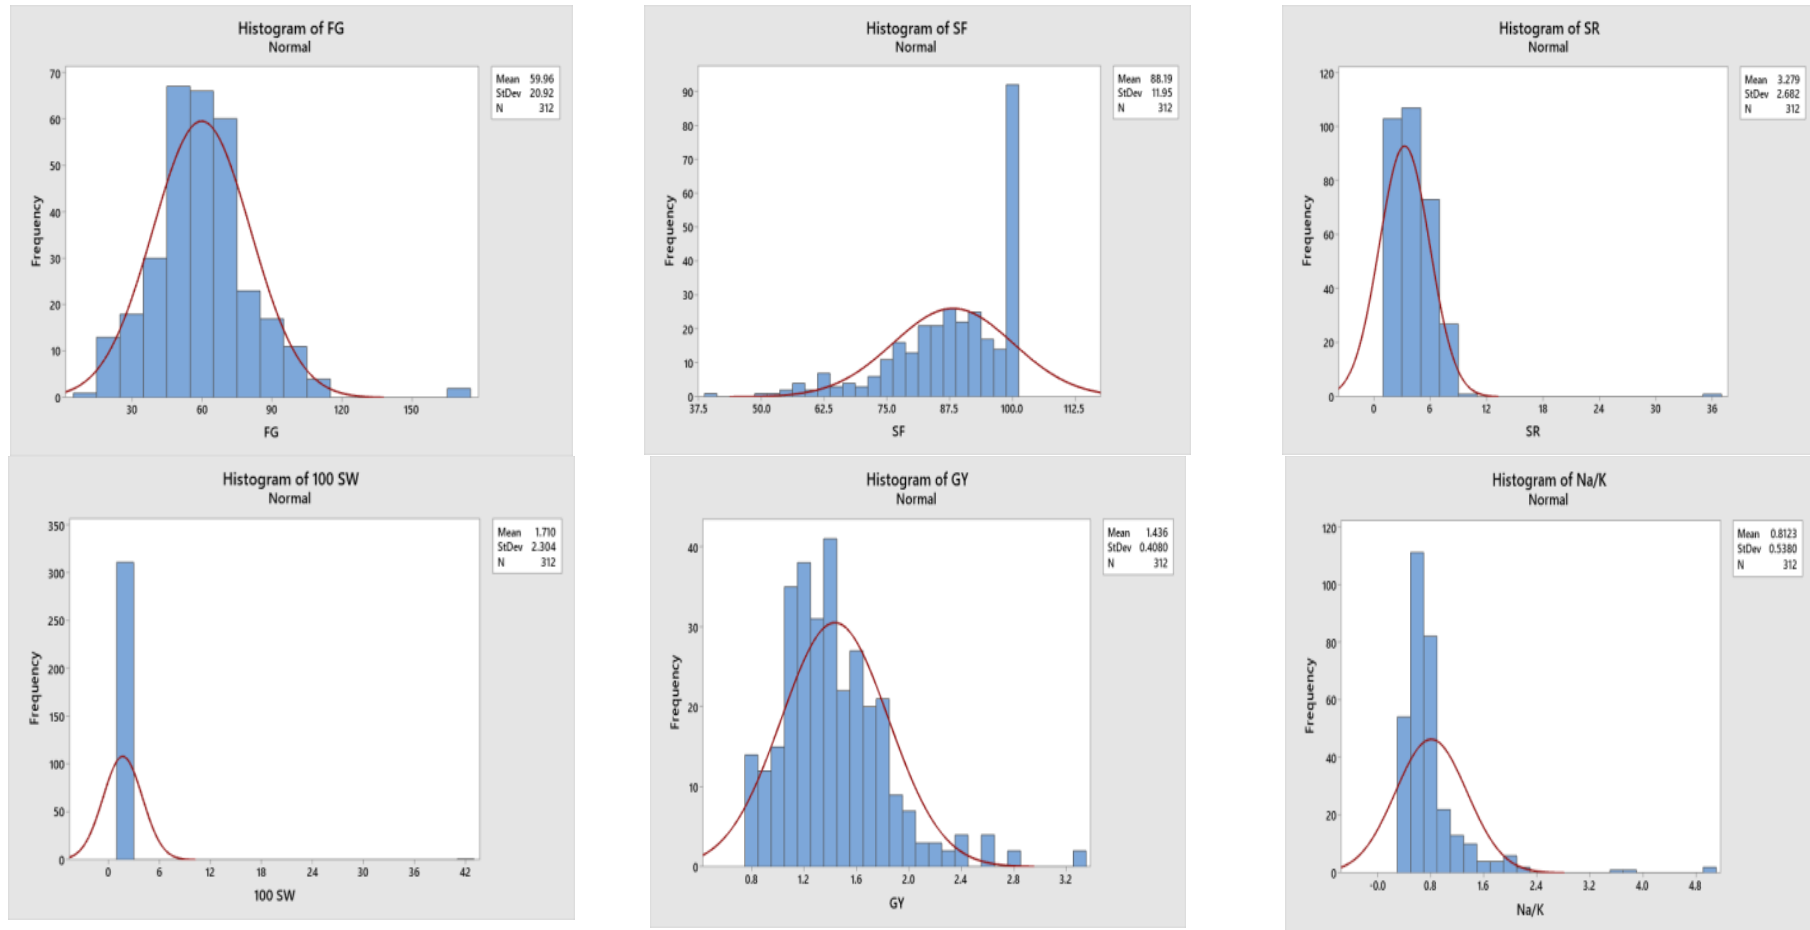 Histogram of FG
Normal
Mean 59.96
StDev 20.92
N 312
70
60
50
40
30
20
10
0
Frequency
30 60 90 120 150
FG
Histogram of SF
Normal
Mean 88.19
StDev 11.95
N 312
90
80
70
60
50
40
30
20
10
0
Frequency
37.5 50.0 62.5 75.0 87.5 100.0 112.5
SF
Histogram of SR
Normal
Mean 3.279
StDev 2.682
N 312
120
100
80
60
40
20
0
Frequency
0 6 12 18 24 30 36
SR
Histogram of 100 SW
Normal
Mean 1.710
StDev 2.304
N 312
350
300
250
200
150
100
50
0
Frequency
0 6 12 18 24 30 36 42
100 SW
Histogram of GY
Normal
Mean 1.436
StDev 0.4080
N 312
40
30
20
10
0
Frequency
0.8 1.2 1.6 2.0 2.4 2.8 3.2
GY
Histogram of Na/K
Normal
Mean 0.8123
StDev 0.5380
N 312
120
100
80
60
40
20
0
Frequency
-0.0 0.8 1.6 2.4 3.2 4.0 4.8
Na/K